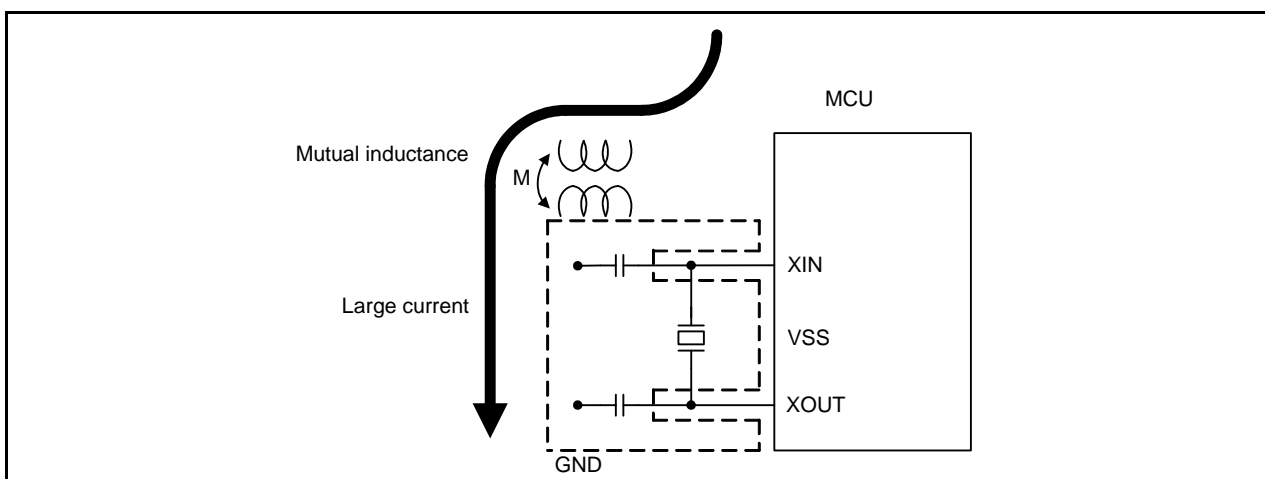 MCU
Mutual inductance
M
XIN
Large current
VSS
XOUT
GND